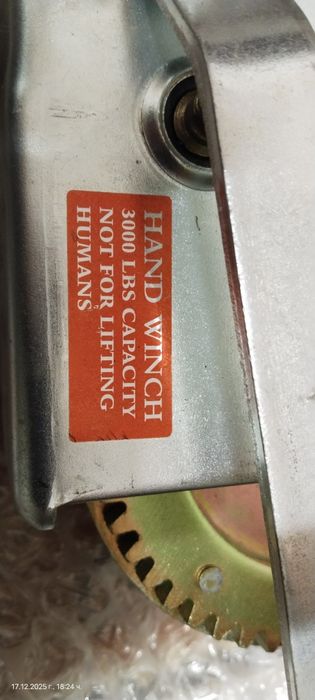 HAND WINCH
3000 LBS CAPACITY
NOT FOR LIFTING
HUMANS
17.12.2025 г., 18:24 ч.